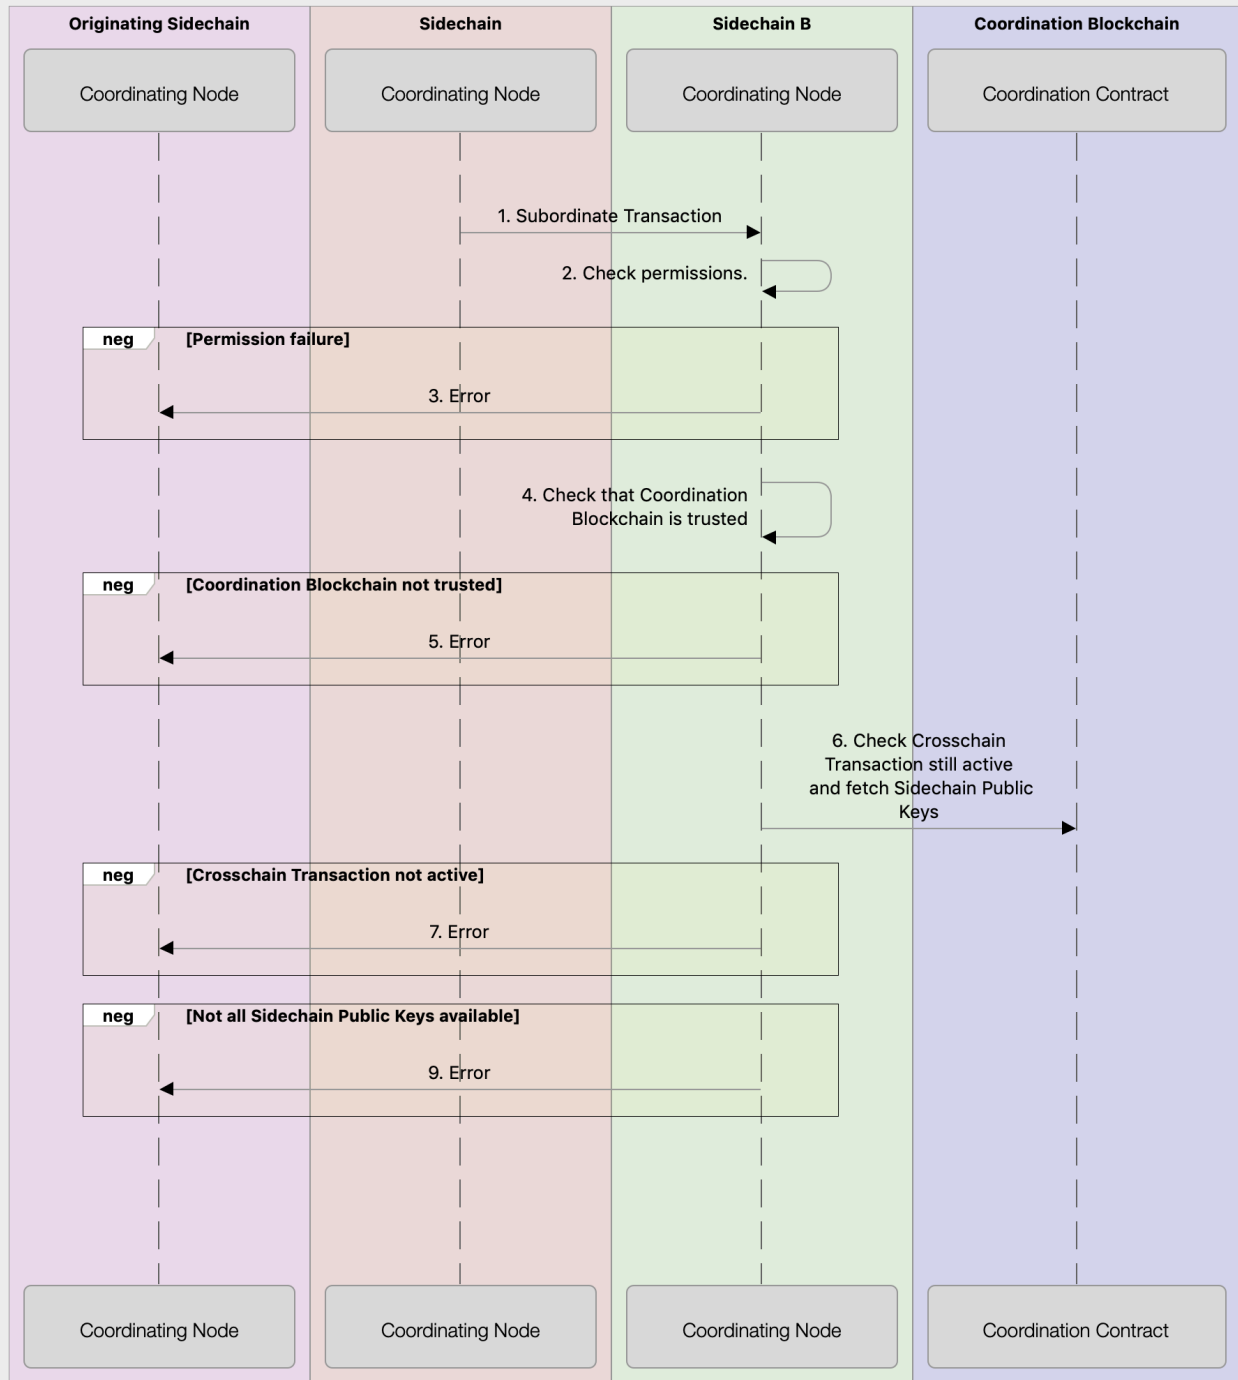 Originating Sidechain
Sidechain
Sidechain B
Coordination Blockchain
Coordinating Node
Coordinating Node
Coordinating Node
Coordination Contract
1. Subordinate Transaction
2. Check permissions.
neg
[Permission failure]
3. Error
4. Check that Coordination
Blockchain is trusted
neg
[Coordination Blockchain not trusted]
5. Error
6. Check Crosschain
Transaction still active
and fetch Sidechain Public
Keys
neg
[Crosschain Transaction not active]
7. Error
neg
[Not all Sidechain Public Keys available]
9. Error
Coordinating Node
Coordinating Node
Coordinating Node
Coordination Contract